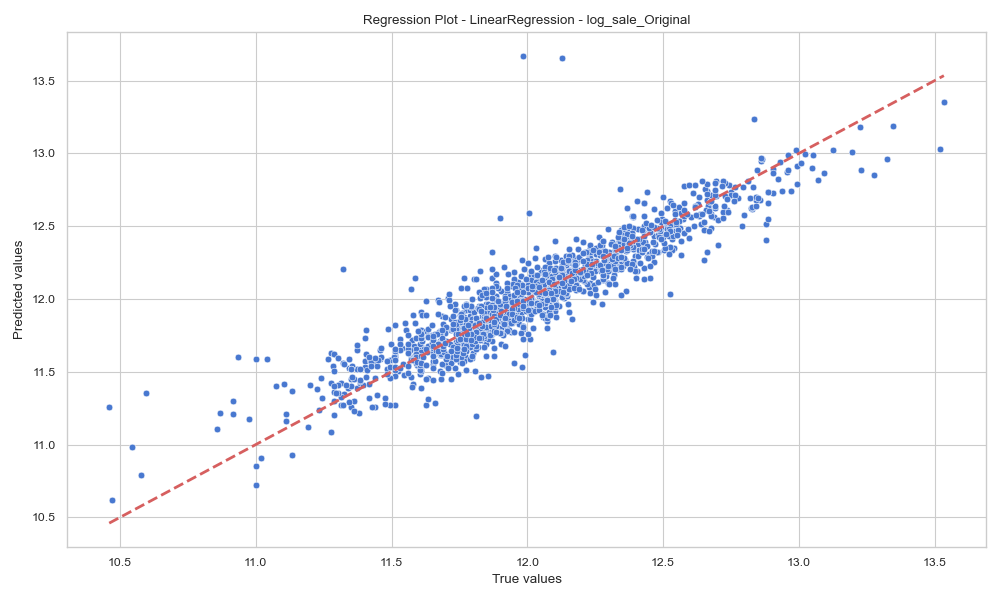 Regression Plot - LinearRegression - log_sale_Original
Predicted values
13.5
13.0
12.5
12.0
11.5
11.0
10.5
10.5 11.0 11.5 12.0 12.5 13.0 13.5
True values